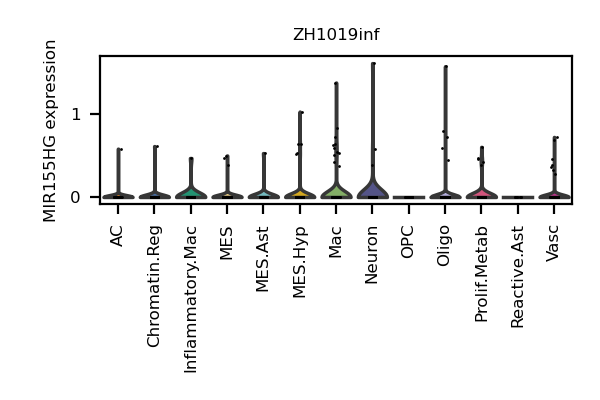 ZH1019inf
MIR155HG expression
1
0
AC
Chromatin.Reg
Inflammatory.Mac
MES
MES.Ast
MES.Hyp
Mac
Neuron
OPC
Oligo
Prolif.Metab
Reactive.Ast
Vasc